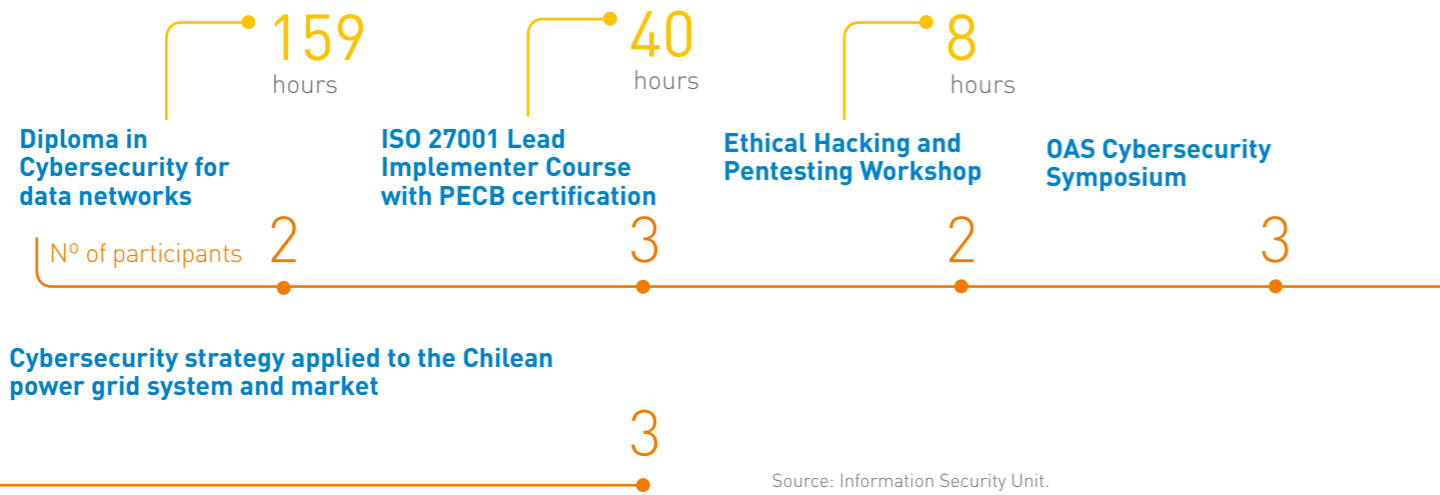 159
hours
40
hours
8
hours
Diploma in
Cybersecurity for
data networks
ISO 27001 Lead
Implementer Course
with PECB certification
Ethical Hacking and
Pentesting Workshop
OAS Cybersecurity
Symposium
Nº of participants 2
3
2
3
Cybersecurity strategy applied to the Chilean
power grid system and market
3
Source: Information Security Unit.